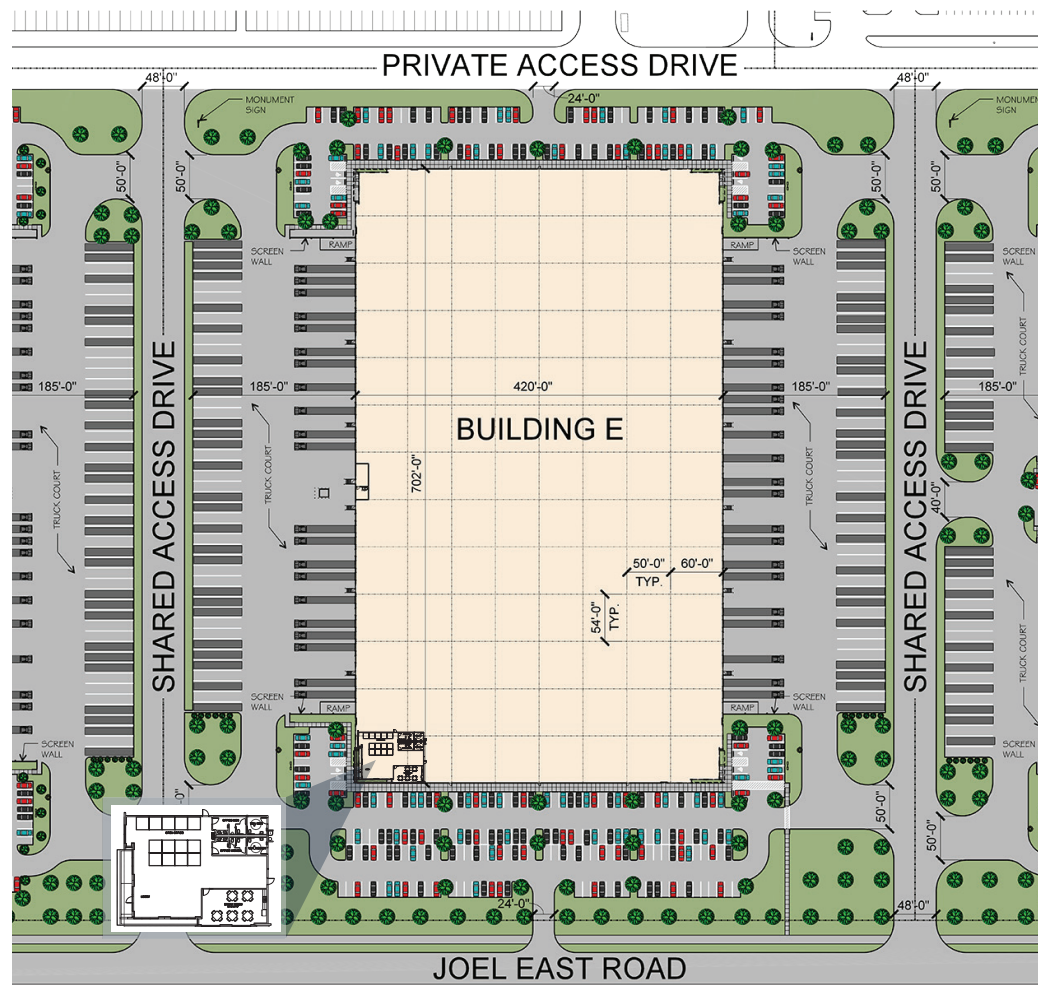 PRIVATE ACCESS DRIVE
48'-0"
48'-0"
24'-0"
MONUMENT
SIGN
MONUMEN
SIGN
50'-0"
50'-0"
50'-0"
50'-0"
RAMP
RAMP
SCREEN
WALL
SCREEN
WALL
SCREEN
WALL
SHARED ACCESS DRIVE
SHARED ACCESS DRIVE
TRUCK COURT
185'-0"
185'-0"
420'-0"
185'-0"
185'-0"
BUILDING E
702'-0"
TRUCK COURT
TRUCK COURT
TRUCK COURT
40'-0"
50'-0"
TYP.
60'-0"
54'-0"
TYP.
TRUCK COURT
SCREEN
WALL
RAMP
RAMP
SCREEN
WALL
SCREEN
WALL
SCREEN
WALL
50'-0"
50'-0"
24'-0"
48'-0"
JOEL EAST ROAD